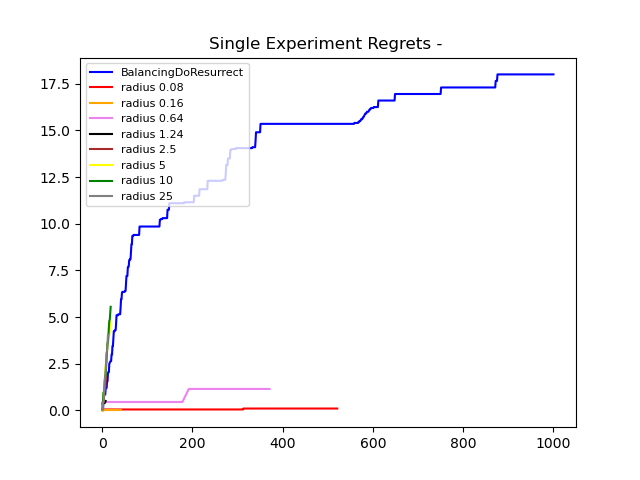 Single Experiment Regrets -
BalancingDoResurrect
radius 0.08
radius 0.16
radius 0.64
radius 1.24
radius 2.5
radius 5
radius 10
radius 25
17.5
15.0
12.5
10.0
7.5
5.0
2.5
0.0
0 200 400 600 800 1000